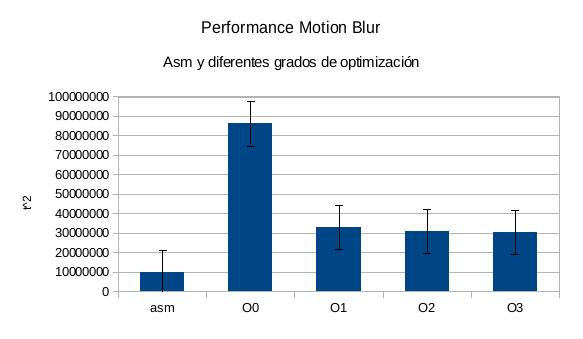 Performance Motion Blur
Asm y diferentes grados de optimización
100000000
90000000
80000000
70000000
60000000
50000000
40000000
30000000
20000000
10000000
0
t^2
asm O0 O1 O2 O3